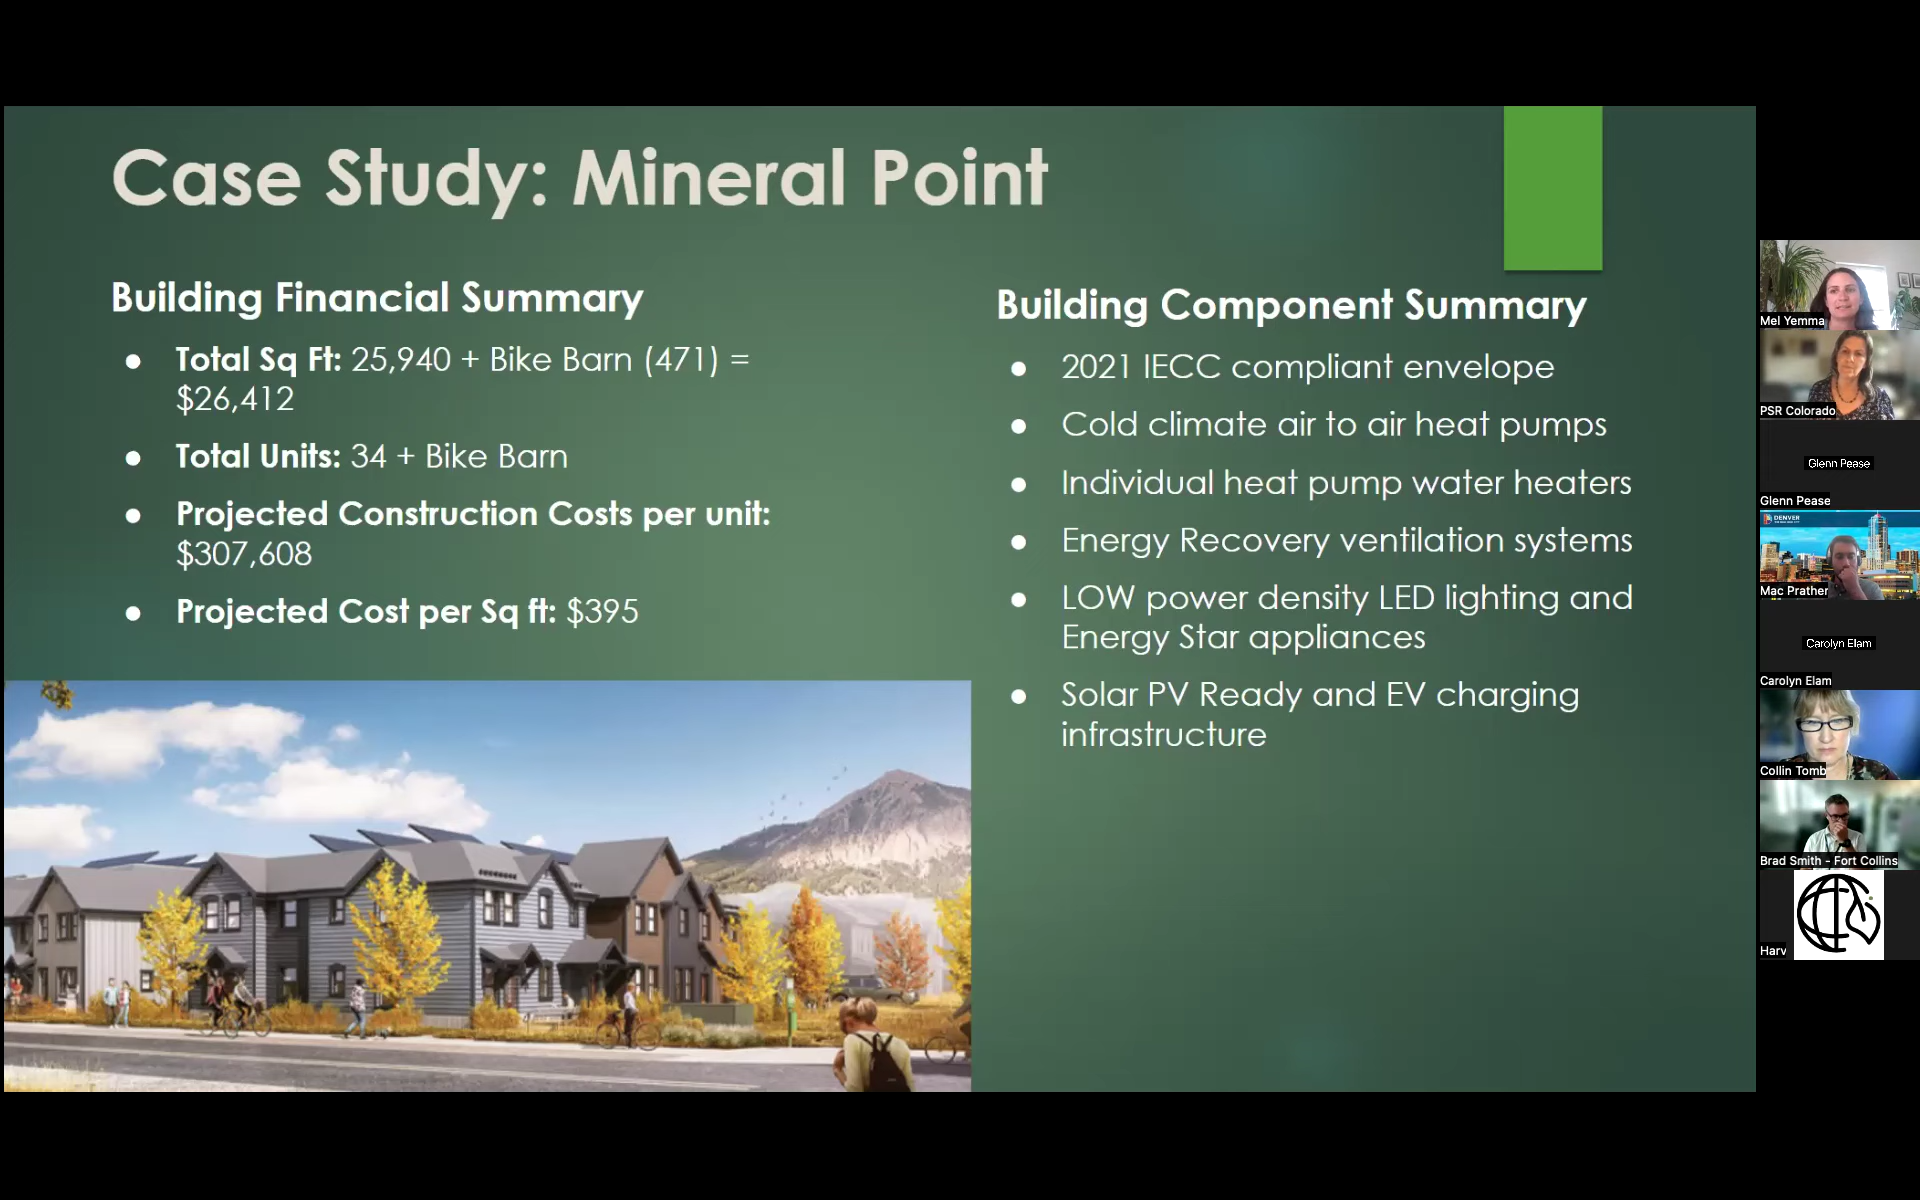 Case Study: Mineral Point
Building Financial Summary
● Total Sq Ft: 25,940 + Bike Barn (471) =
$26,412
● Total Units: 34 + Bike Barn
● Projected Construction Costs per unit:
$307,608
● Projected Cost per Sq ft: $395
Building Component Summary
● 2021 IECC compliant envelope
● Cold climate air to air heat pumps
● Individual heat pump water heaters
● Energy Recovery ventilation systems
● LOW power density LED lighting and
Energy Star appliances
● Solar PV Ready and EV charging
infrastructure
Mel Yemma
PSR Colorado
Glenn Pease
Glenn Pease
DENVER
Mac Prather
Carolyn Elam
Carolyn Elam
Collin Tomb
Brad Smith - Fort Collins
Harv